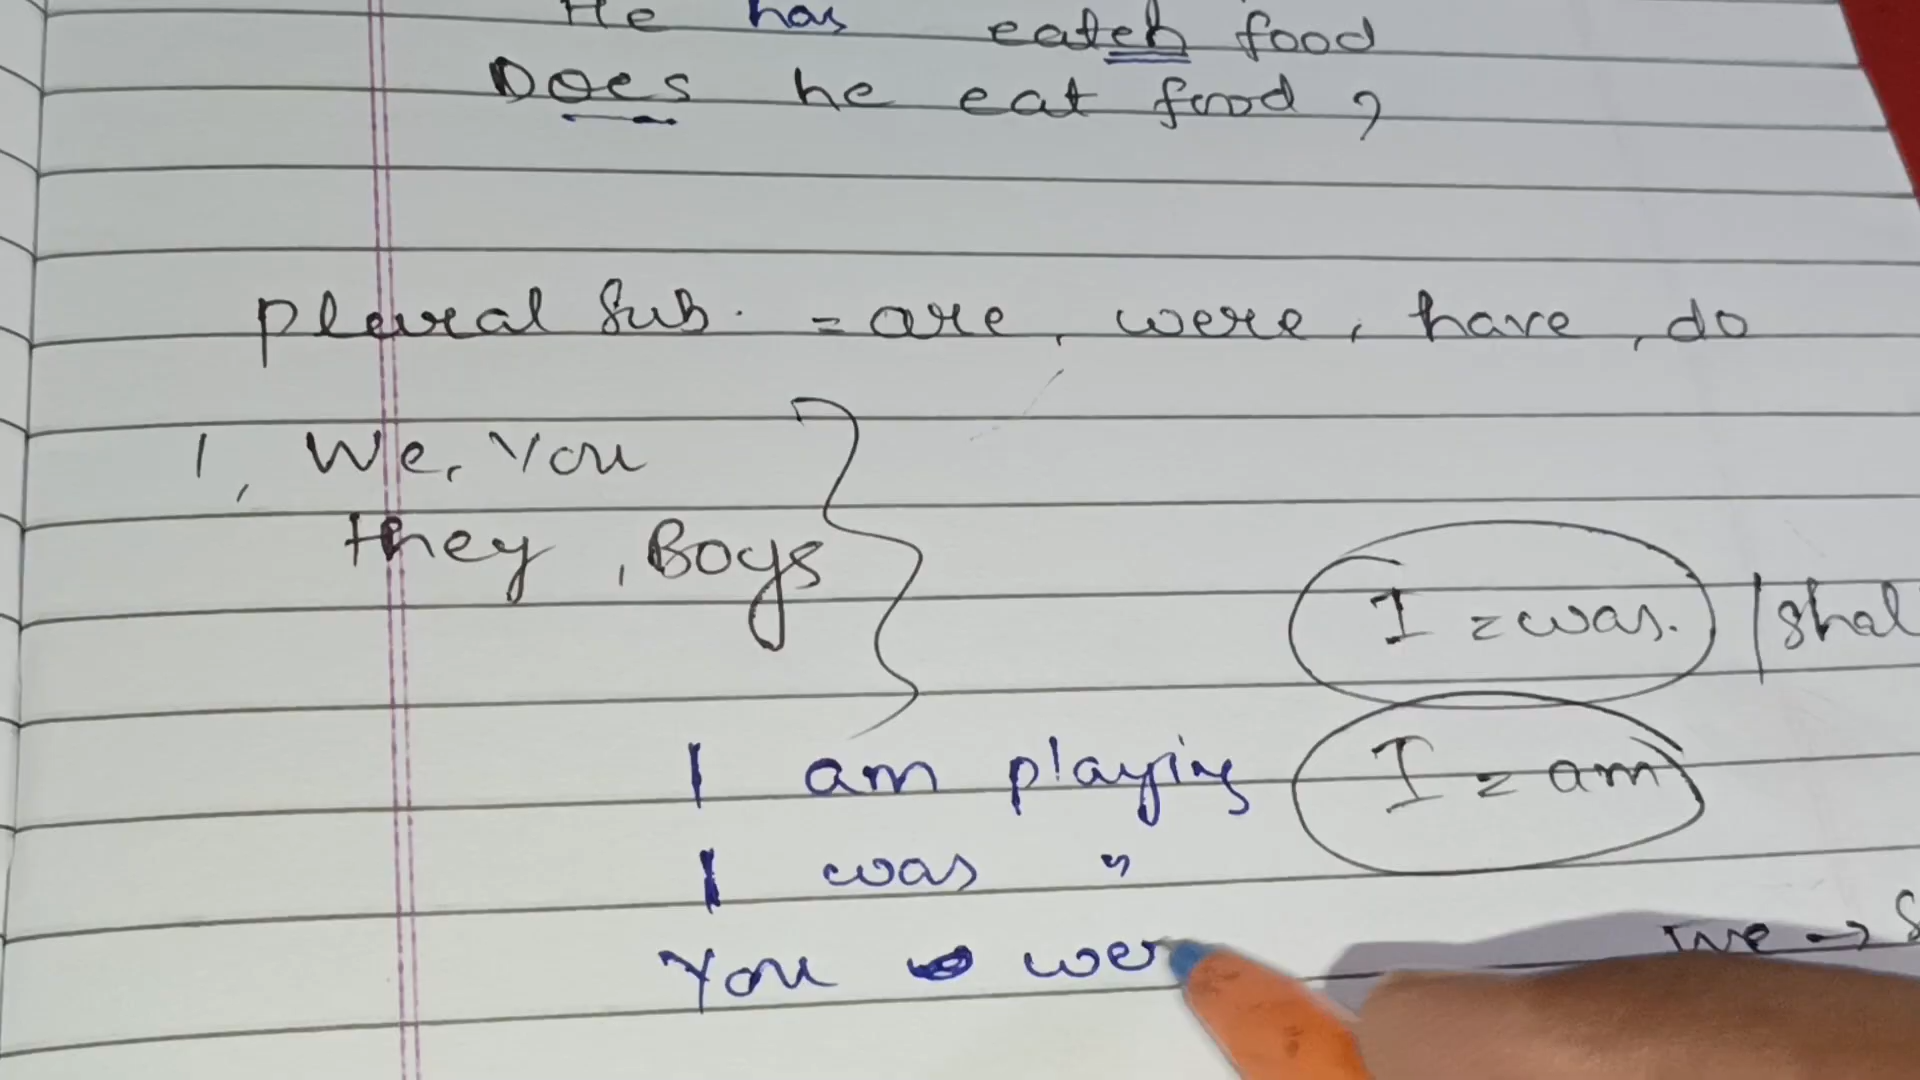 He has eaten food
Does he eat food ?
Plural Sub. = are, were, have, do
I, We, You
they, Boys
I = was. | shal
I am playing I = am
I was "
You wer
we →